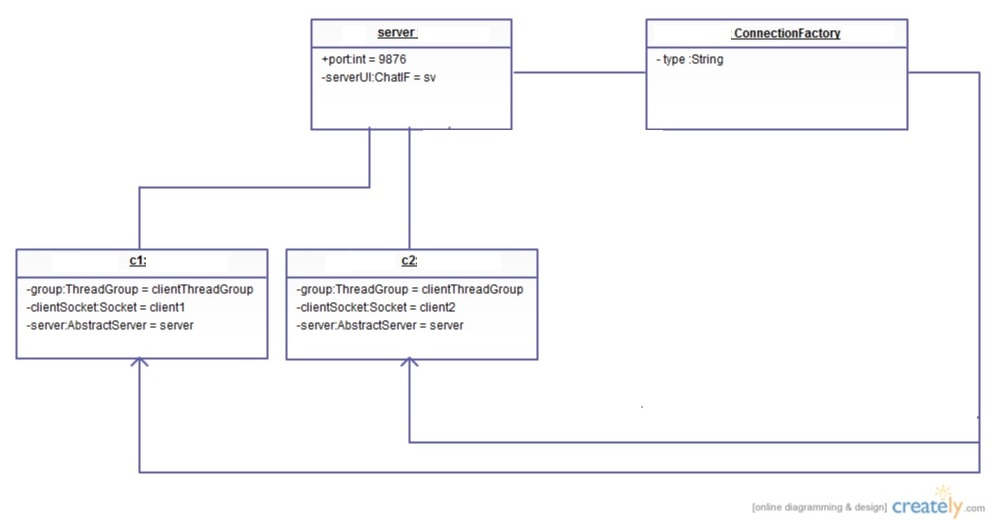 server
+port:int = 9876
-serverUI:ChatIF = sv
:ConnectionFactory
- type :String
c1:
-group:ThreadGroup = clientThreadGroup
-clientSocket:Socket = client1
-server:AbstractServer = server
c2:
-group:ThreadGroup = clientThreadGroup
-clientSocket:Socket = client2
-server:AbstractServer = server
[online diagramming & design] creately.com